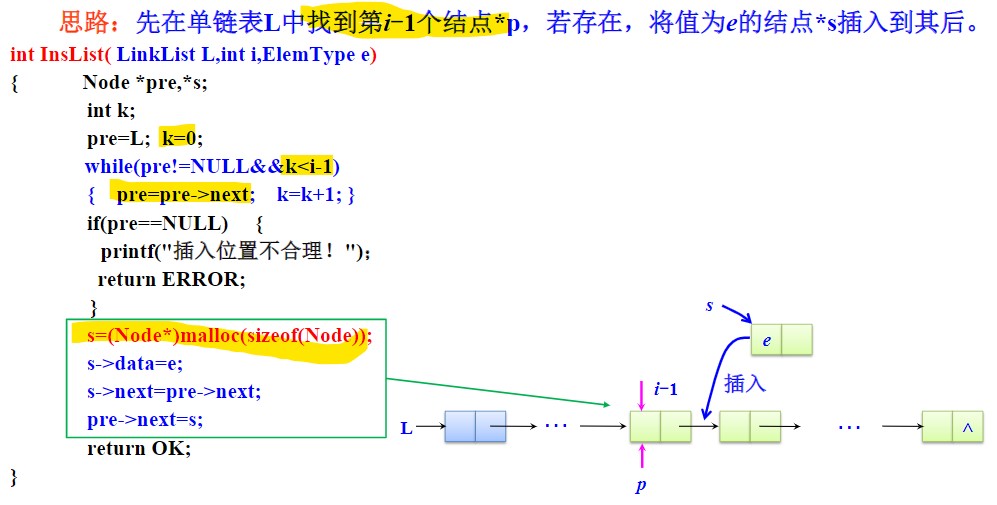 思路：先在单链表L中找到第i−1个结点*p，若存在，将值为e的结点*s插入到其后。
int InsList( LinkList L,int i,ElemType e)
{ Node *pre,*s;
int k;
pre=L; k=0;
while(pre!=NULL&&k<i-1)
{ pre=pre->next; k=k+1; }
if(pre==NULL) {
printf("插入位置不合理！");
return ERROR;
}
s=(Node*)malloc(sizeof(Node));
s->data=e;
s->next=pre->next;
pre->next=s;
return OK;
}
s
e
插入
i−1
L
…
…
^
p